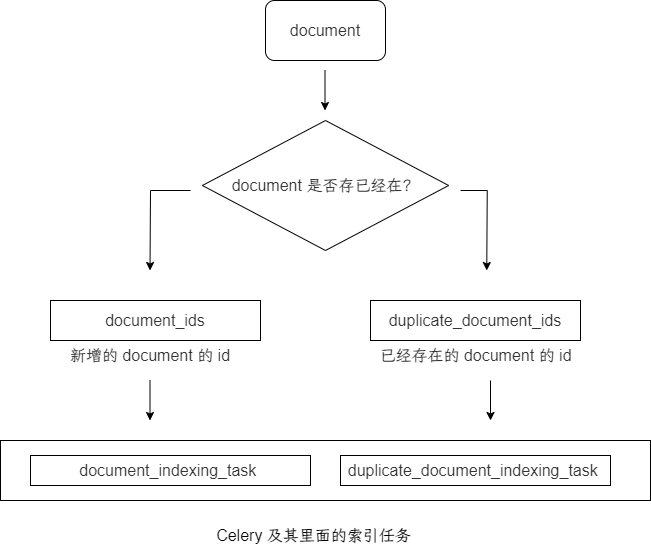 document
document 是否存已经在?
document_ids
duplicate_document_ids
新增的 document 的 id
已经存在的 document 的 id
document_indexing_task
duplicate_document_indexing_task
Celery 及其里面的索引任务